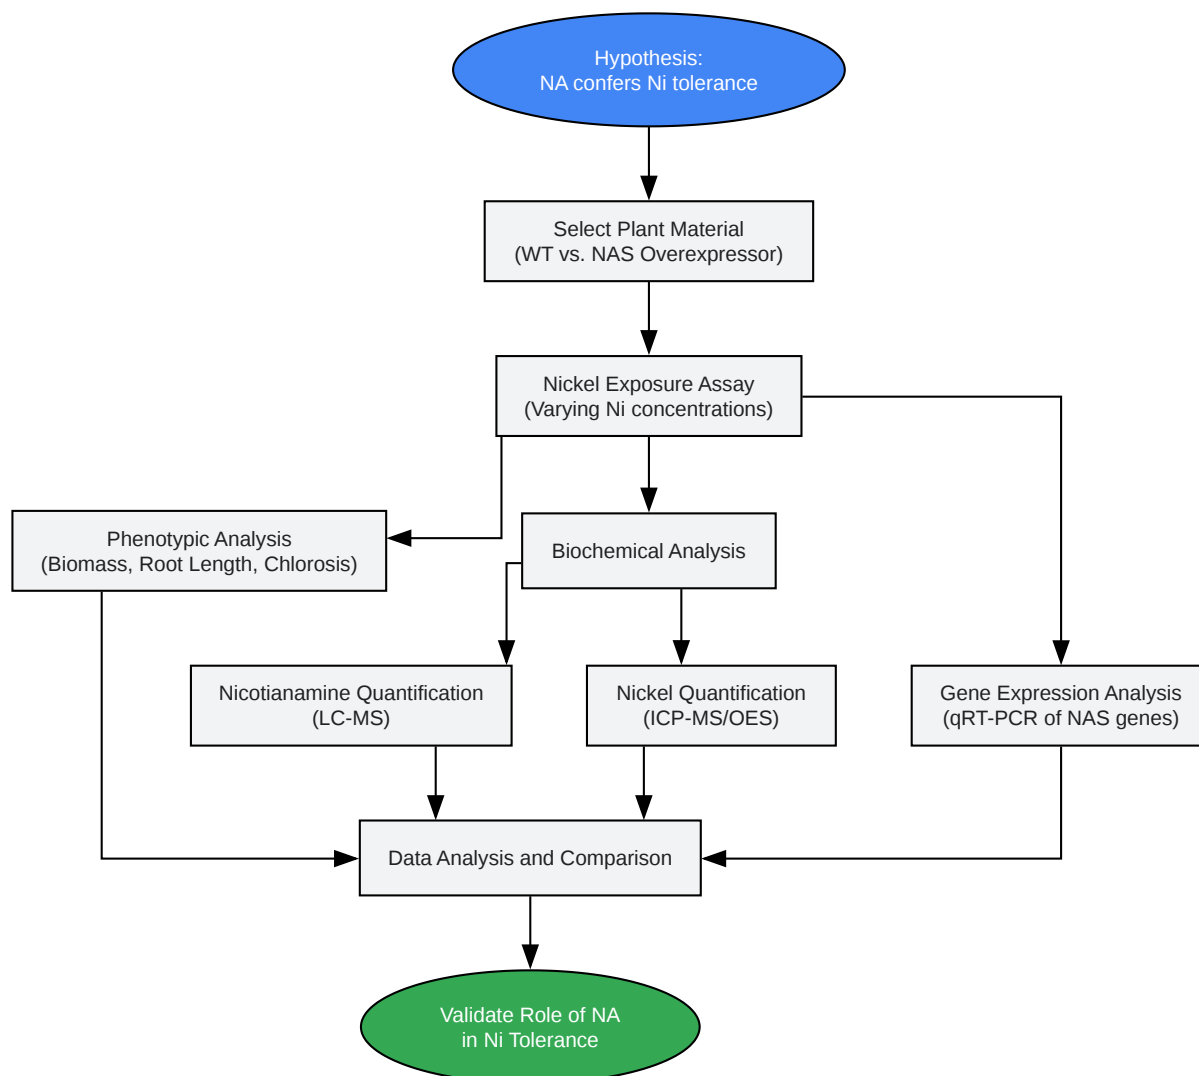 Hypothesis:
NA confers Ni tolerance
Select Plant Material
(WT vs. NAS Overexpressor)
Nickel Exposure Assay
(Varying Ni concentrations)
Phenotypic Analysis
(Biomass, Root Length, Chlorosis)
Biochemical Analysis
Nicotianamine Quantification
(LC-MS)
Nickel Quantification
(ICP-MS/OES)
Gene Expression Analysis
(qRT-PCR of NAS genes)
Data Analysis and Comparison
Validate Role of NA
in Ni Tolerance